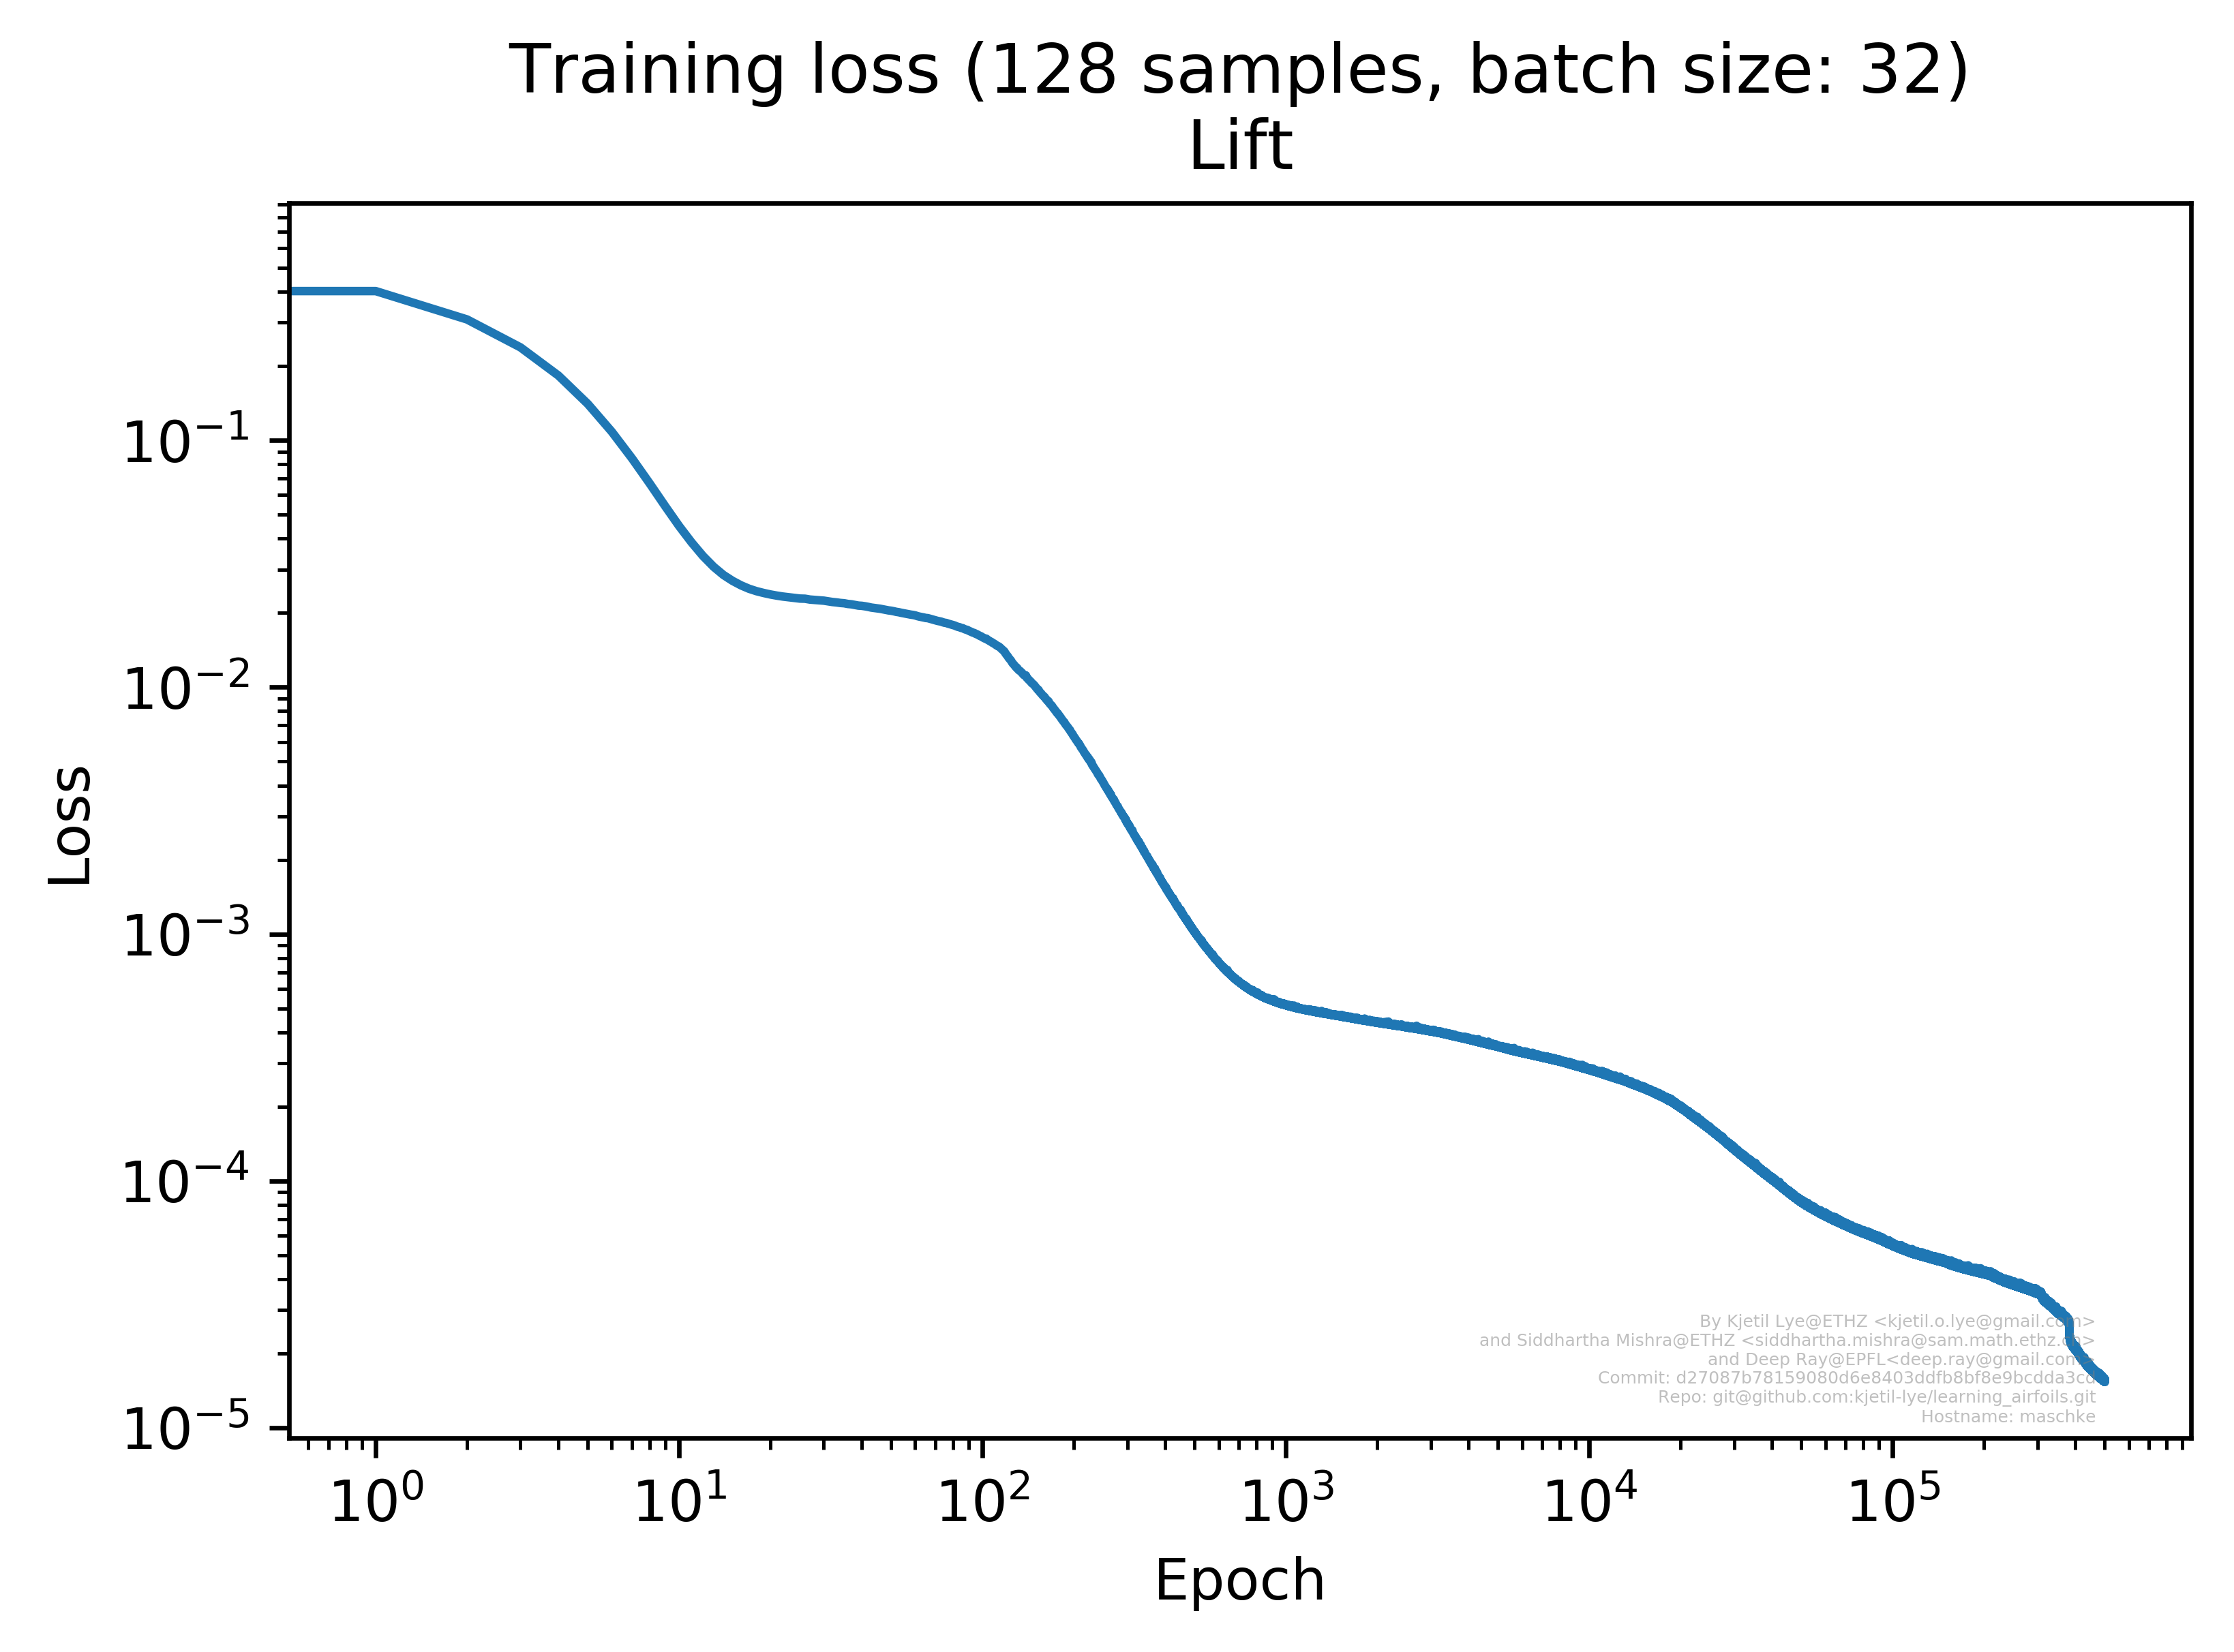 Training loss (128 samples, batch size: 32)
Lift
10⁻¹
10⁻²
10⁻³
10⁻⁴
10⁻⁵
Loss
10⁰ 10¹ 10² 10³ 10⁴ 10⁵
Epoch
By Kjetil Lye@ETHZ <kjetil.o.lye@gmail.com>
and Siddhartha Mishra@ETHZ <siddhartha.mishra@sam.math.ethz.ch>
and Deep Ray@EPFL<deep.ray@gmail.com>
Commit: d27087b78159080d6e8403ddfb8bf8e9bcdda3cd
Repo: git@github.com:kjetil-lye/learning_airfoils.git
Hostname: maschke